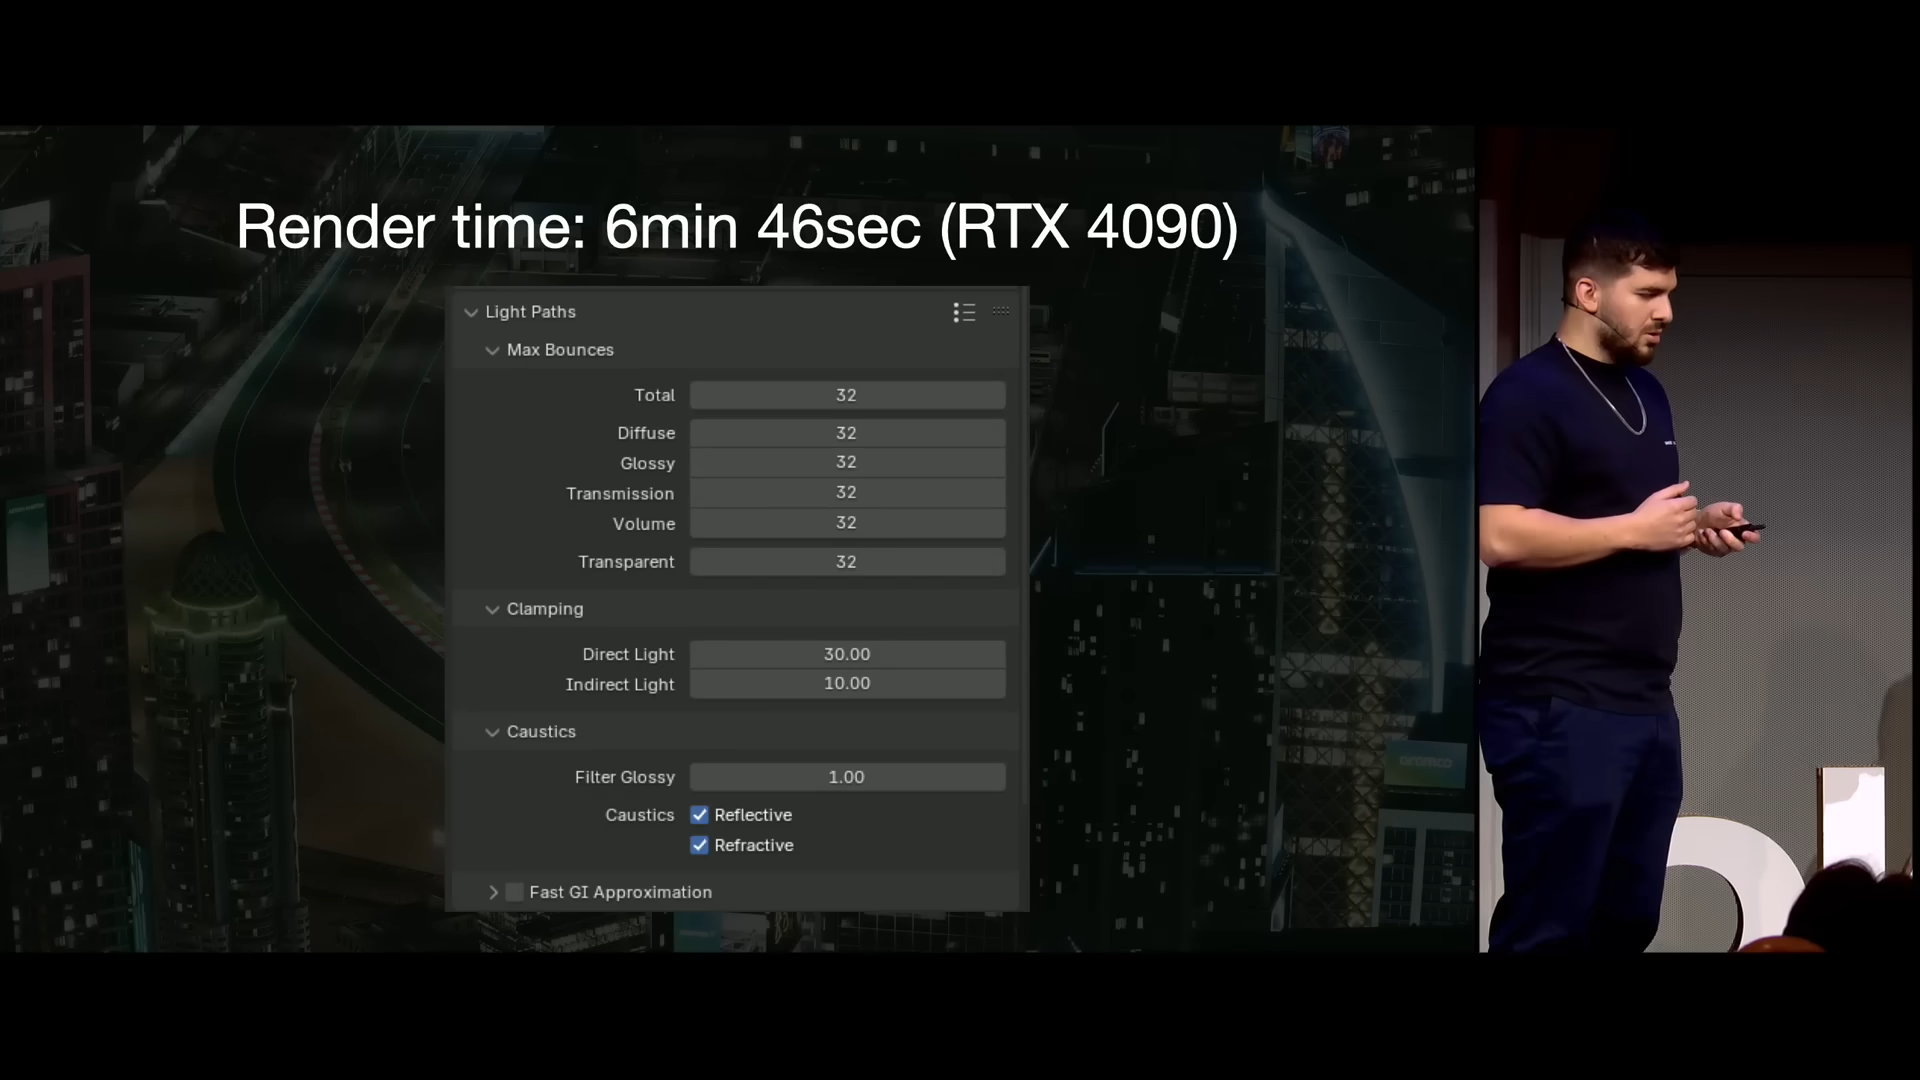 Render time: 6min 46sec (RTX 4090)
Light Paths
Max Bounces
Total 32
Diffuse 32
Glossy 32
Transmission 32
Volume 32
Transparent 32
Clamping
Direct Light 30.00
Indirect Light 10.00
Caustics
Filter Glossy 1.00
Caustics Reflective
Refractive
Fast GI Approximation
aramco